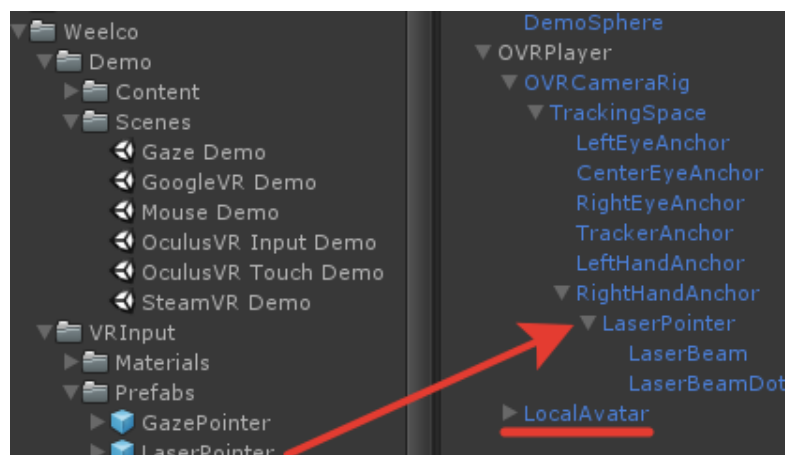 Weelco
Demo
Content
Scenes
Gaze Demo
GoogleVR Demo
Mouse Demo
OculusVR Input Demo
OculusVR Touch Demo
SteamVR Demo
VRInput
Materials
Prefabs
GazePointer
LaserPointer
DemoSphere
OVRPlayer
OVRCameraRig
TrackingSpace
LeftEyeAnchor
CenterEyeAnchor
RightEyeAnchor
TrackerAnchor
LeftHandAnchor
RightHandAnchor
LaserPointer
LaserBeam
LaserBeamDot
LocalAvatar